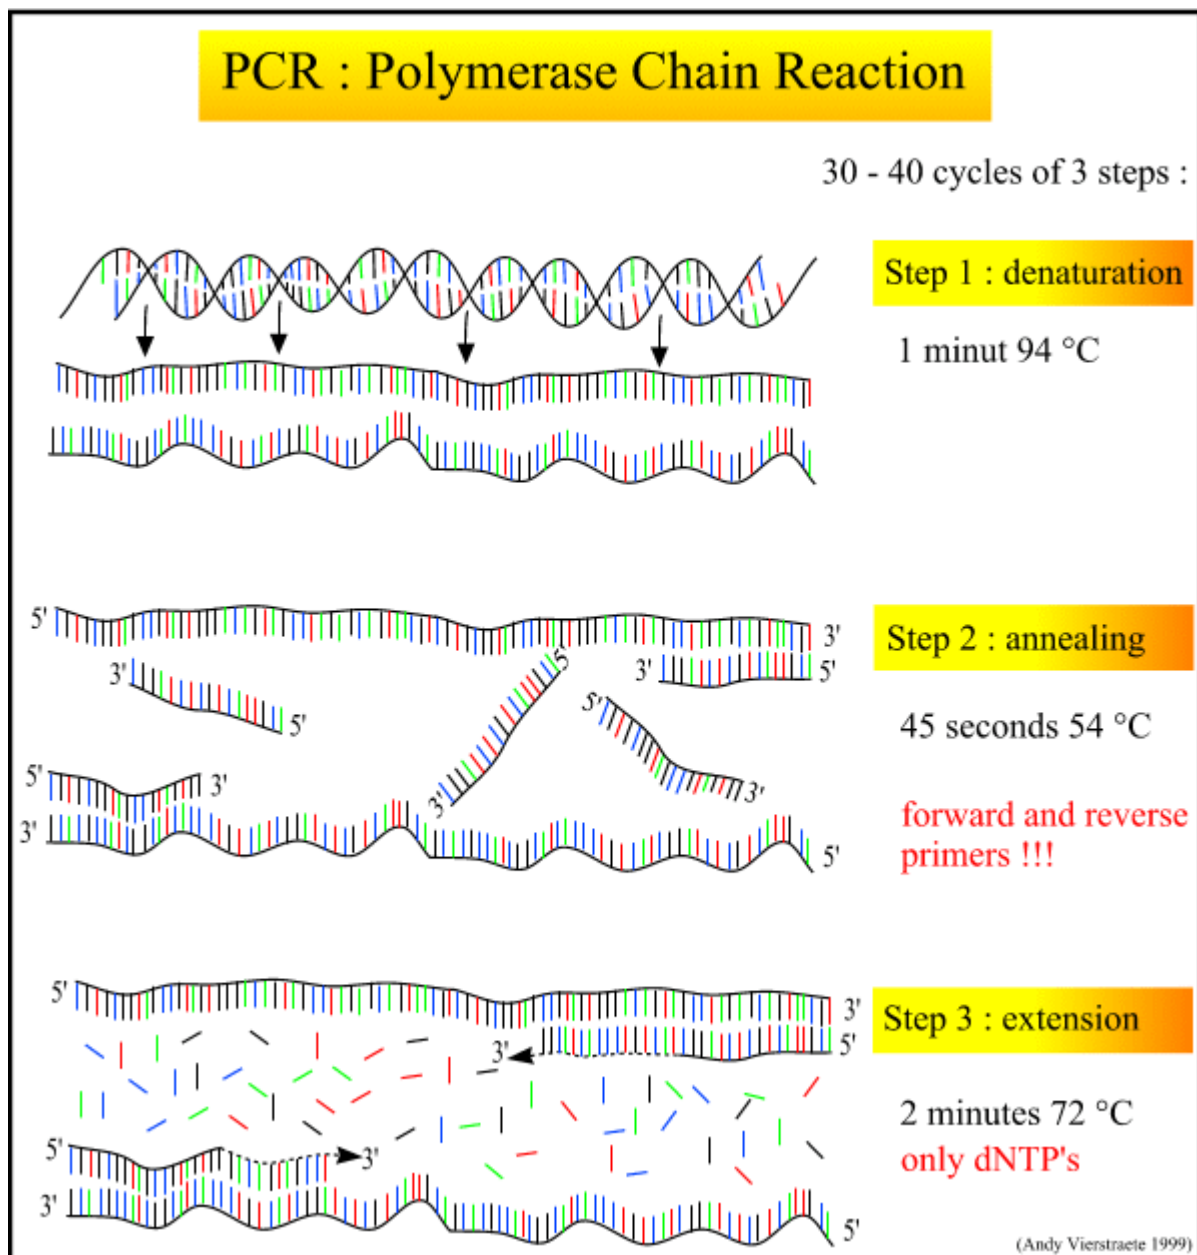 PCR : Polymerase Chain Reaction
30 - 40 cycles of 3 steps :
Step 1 : denaturation
1 minut 94 °C
5'
3'
Step 2 : annealing
3'
5'
3'
5'
5'
45 seconds 54 °C
5'
3'
3'
3'
forward and reverse
primers !!!
3'
5'
5'
3'
Step 3 : extension
3'
5'
2 minutes 72 °C
only dNTP's
5'
3'
3'
5'
(Andy Vierstraete 1999)